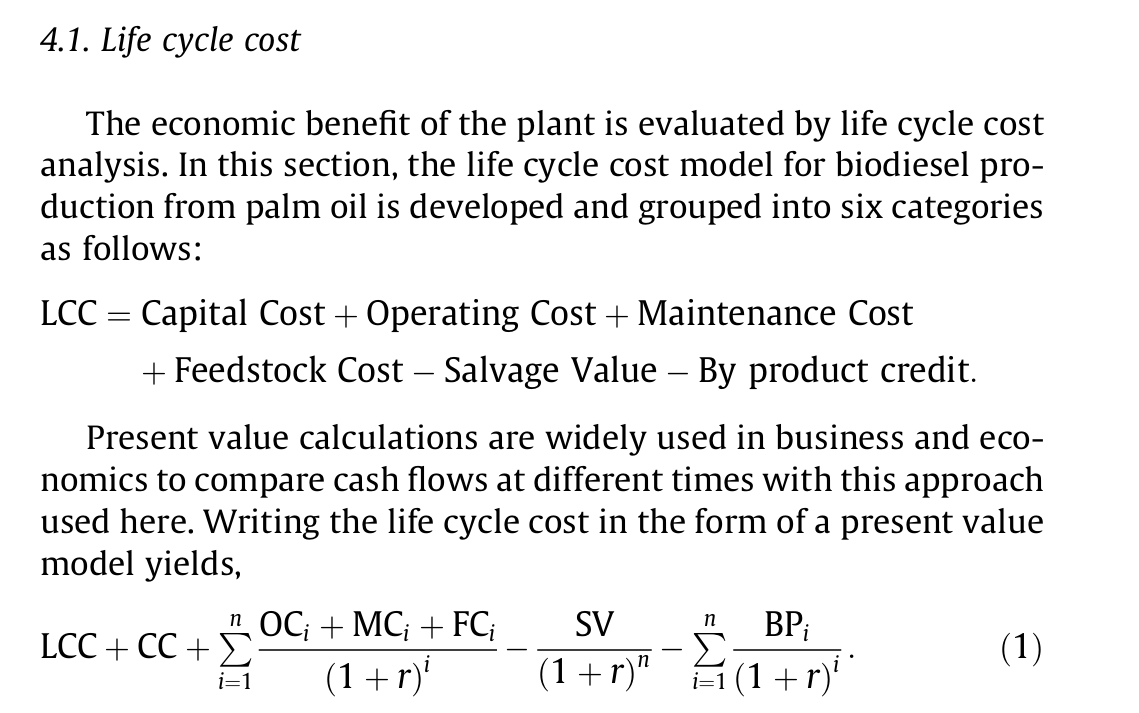 4.1. Life cycle cost
The economic benefit of the plant is evaluated by life cycle cost
analysis. In this section, the life cycle cost model for biodiesel pro-
duction from palm oil is developed and grouped into six categories
as follows:
LCC = Capital Cost + Operating Cost + Maintenance Cost
+ Feedstock Cost − Salvage Value − By product credit.
Present value calculations are widely used in business and eco-
nomics to compare cash flows at different times with this approach
used here. Writing the life cycle cost in the form of a present value
model yields,
LCC + CC + \sum_{i=1}^{n} \frac{OC_i + MC_i + FC_i}{(1 + r)^i} − \frac{SV}{(1 + r)^n} − \sum_{i=1}^{n} \frac{BP_i}{(1 + r)^i}. (1)